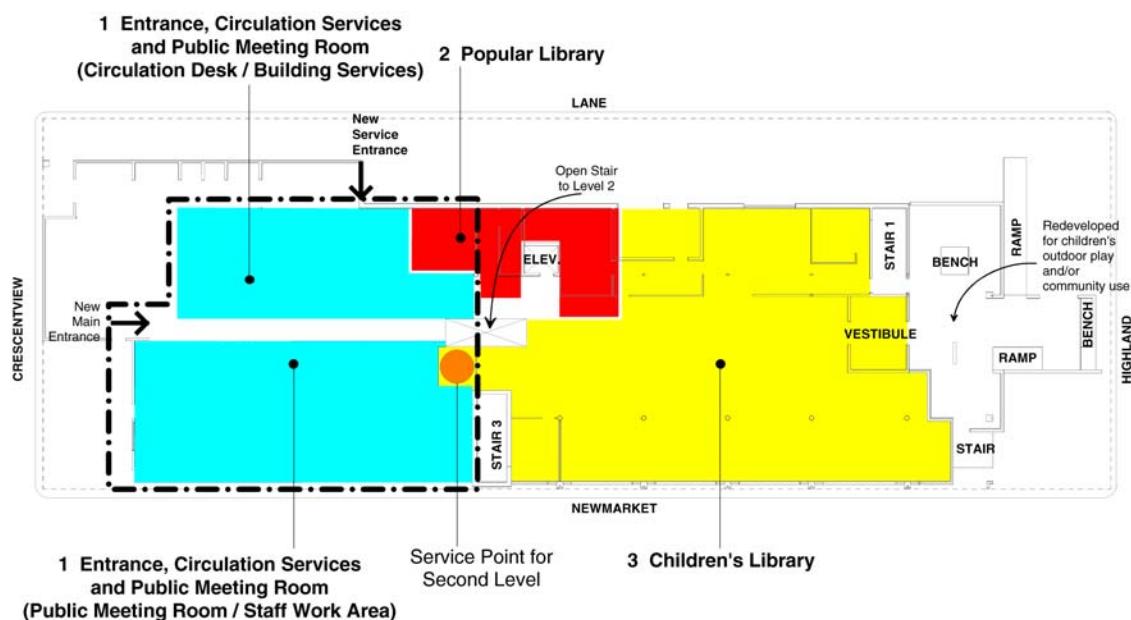 1 Entrance, Circulation Services
and Public Meeting Room
(Circulation Desk / Building Services)
2 Popular Library
LANE
New
Service
Entrance
Open Stair
to Level 2
ELEV.
STAIR 1
BENCH
RAMP
Redeveloped
for children's
outdoor play
and/or
community use
New
Main
Entrance
CRESCENTVIEW
VESTIBULE
RAMP
BENCH
HIGHLAND
STAIR 3
STAIR
NEWMARKET
1 Entrance, Circulation Services
and Public Meeting Room
(Public Meeting Room / Staff Work Area)
Service Point for
Second Level
3 Children's Library